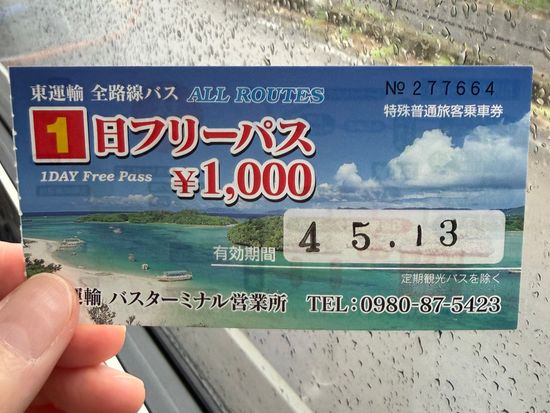 東運輸 全路線バス ALL ROUTES
№ 277664
特殊普通旅客乗車券
1日フリーパス
1DAY Free Pass ¥1,000
有効期間 4 5.13
定期観光バスを除く
運輸 バスターミナル営業所 TEL:0980-87-5423